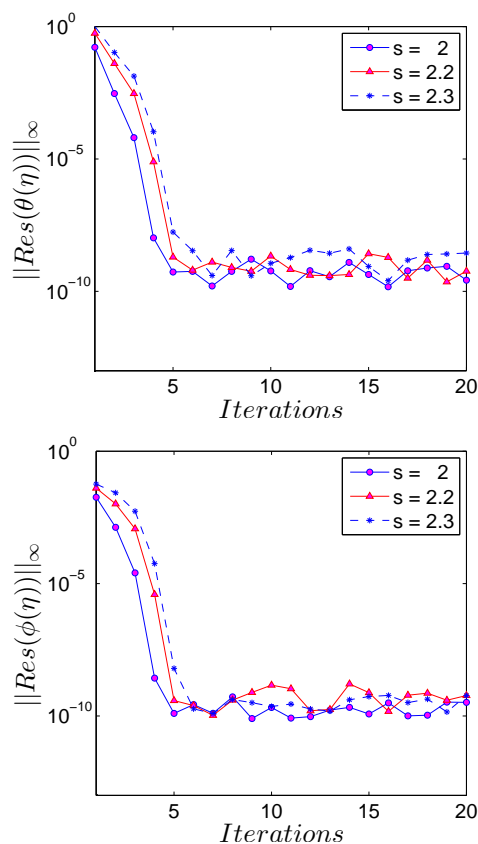 10^0
s = 2
s = 2.2
s = 2.3
10^-5
10^-10
||Res(θ(η))||∞
5 10 15 20
Iterations
10^0
s = 2
s = 2.2
s = 2.3
10^-5
10^-10
||Res(ϕ(η))||∞
5 10 15 20
Iterations